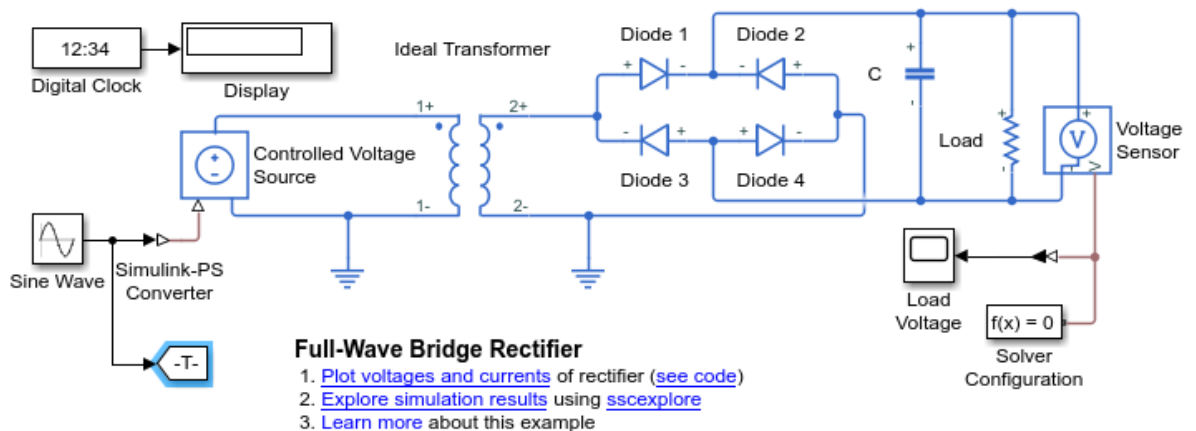 12:34
Digital Clock
Display
Ideal Transformer
Diode 1
Diode 2
+
-
-
+
-
+
+
-
Diode 3
Diode 4
1+
2+
1-
2-
+
-
Controlled Voltage
Source
C
+
-
Load
+
-
+
V
-
V
Voltage
Sensor
Sine Wave
Simulink-PS
Converter
-T-
Load
Voltage
f(x) = 0
Solver
Configuration
Full-Wave Bridge Rectifier
1. Plot voltages and currents of rectifier (see code)
2. Explore simulation results using sscexplore
3. Learn more about this example